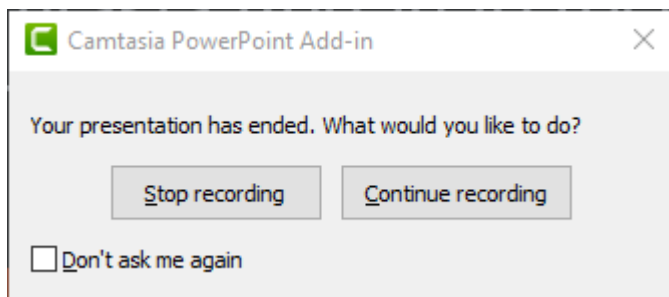 Camtasia PowerPoint Add-in
Your presentation has ended. What would you like to do?
Stop recording
Continue recording
Don't ask me again